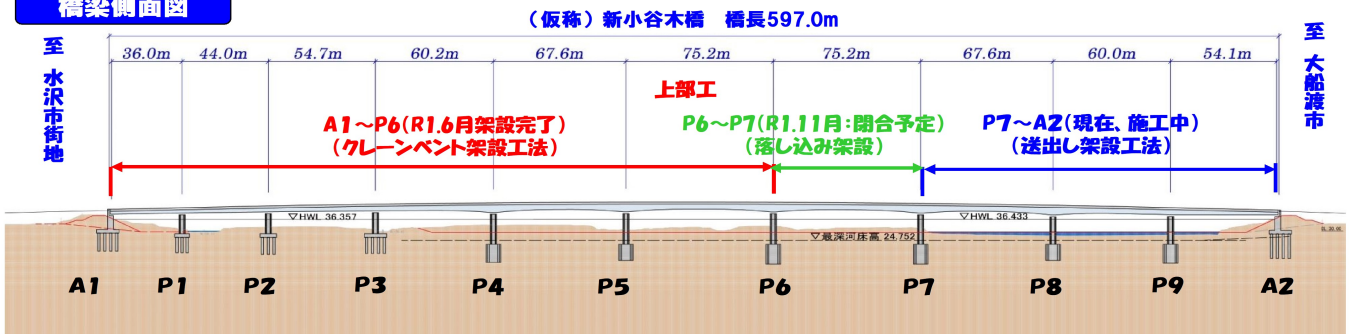 橋梁側面図
(仮称)新小谷木橋 橋長597.0m
至 水沢市街地
至 大船渡市
36.0m 44.0m 54.7m 60.2m 67.6m 75.2m 75.2m 67.6m 60.0m 54.1m
上部工
A1～P6(R1.6月架設完了)
(クレーンベント架設工法)
P6～P7(R1.11月:閉合予定)
(落し込み架設)
P7～A2(現在、施工中)
(送出し架設工法)
▽HWL 36.357
▽HWL 36.433
▽最深河床高 24.752
A1 P1 P2 P3 P4 P5 P6 P7 P8 P9 A2